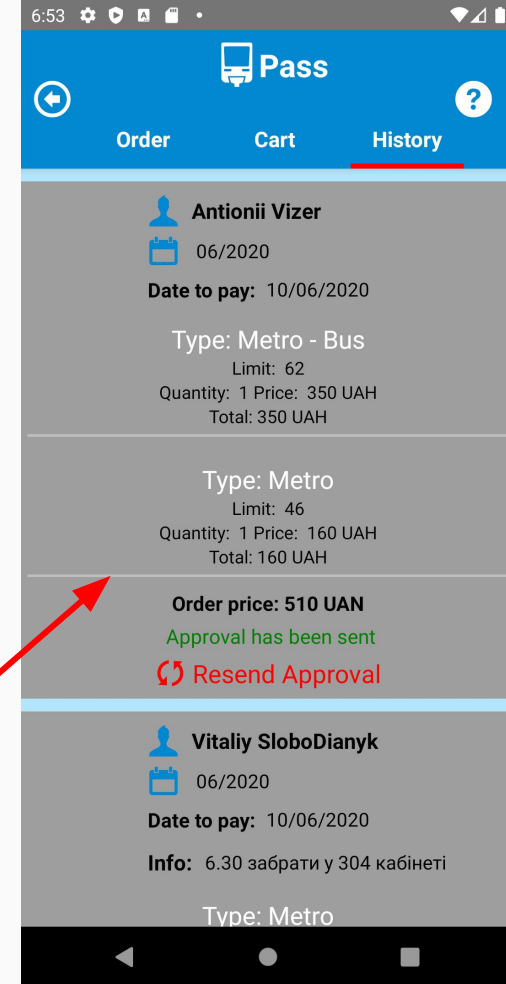 6:53
Pass
?
Order Cart History
Antionii Vizer
06/2020
Date to pay: 10/06/2020
Type: Metro - Bus
Limit: 62
Quantity: 1 Price: 350 UAH
Total: 350 UAH
Type: Metro
Limit: 46
Quantity: 1 Price: 160 UAH
Total: 160 UAH
Order price: 510 UAN
Approval has been sent
Resend Approval
Vitaliy SloboDianyk
06/2020
Date to pay: 10/06/2020
Info: 6.30 забрати у 304 кабінеті
Type: Metro